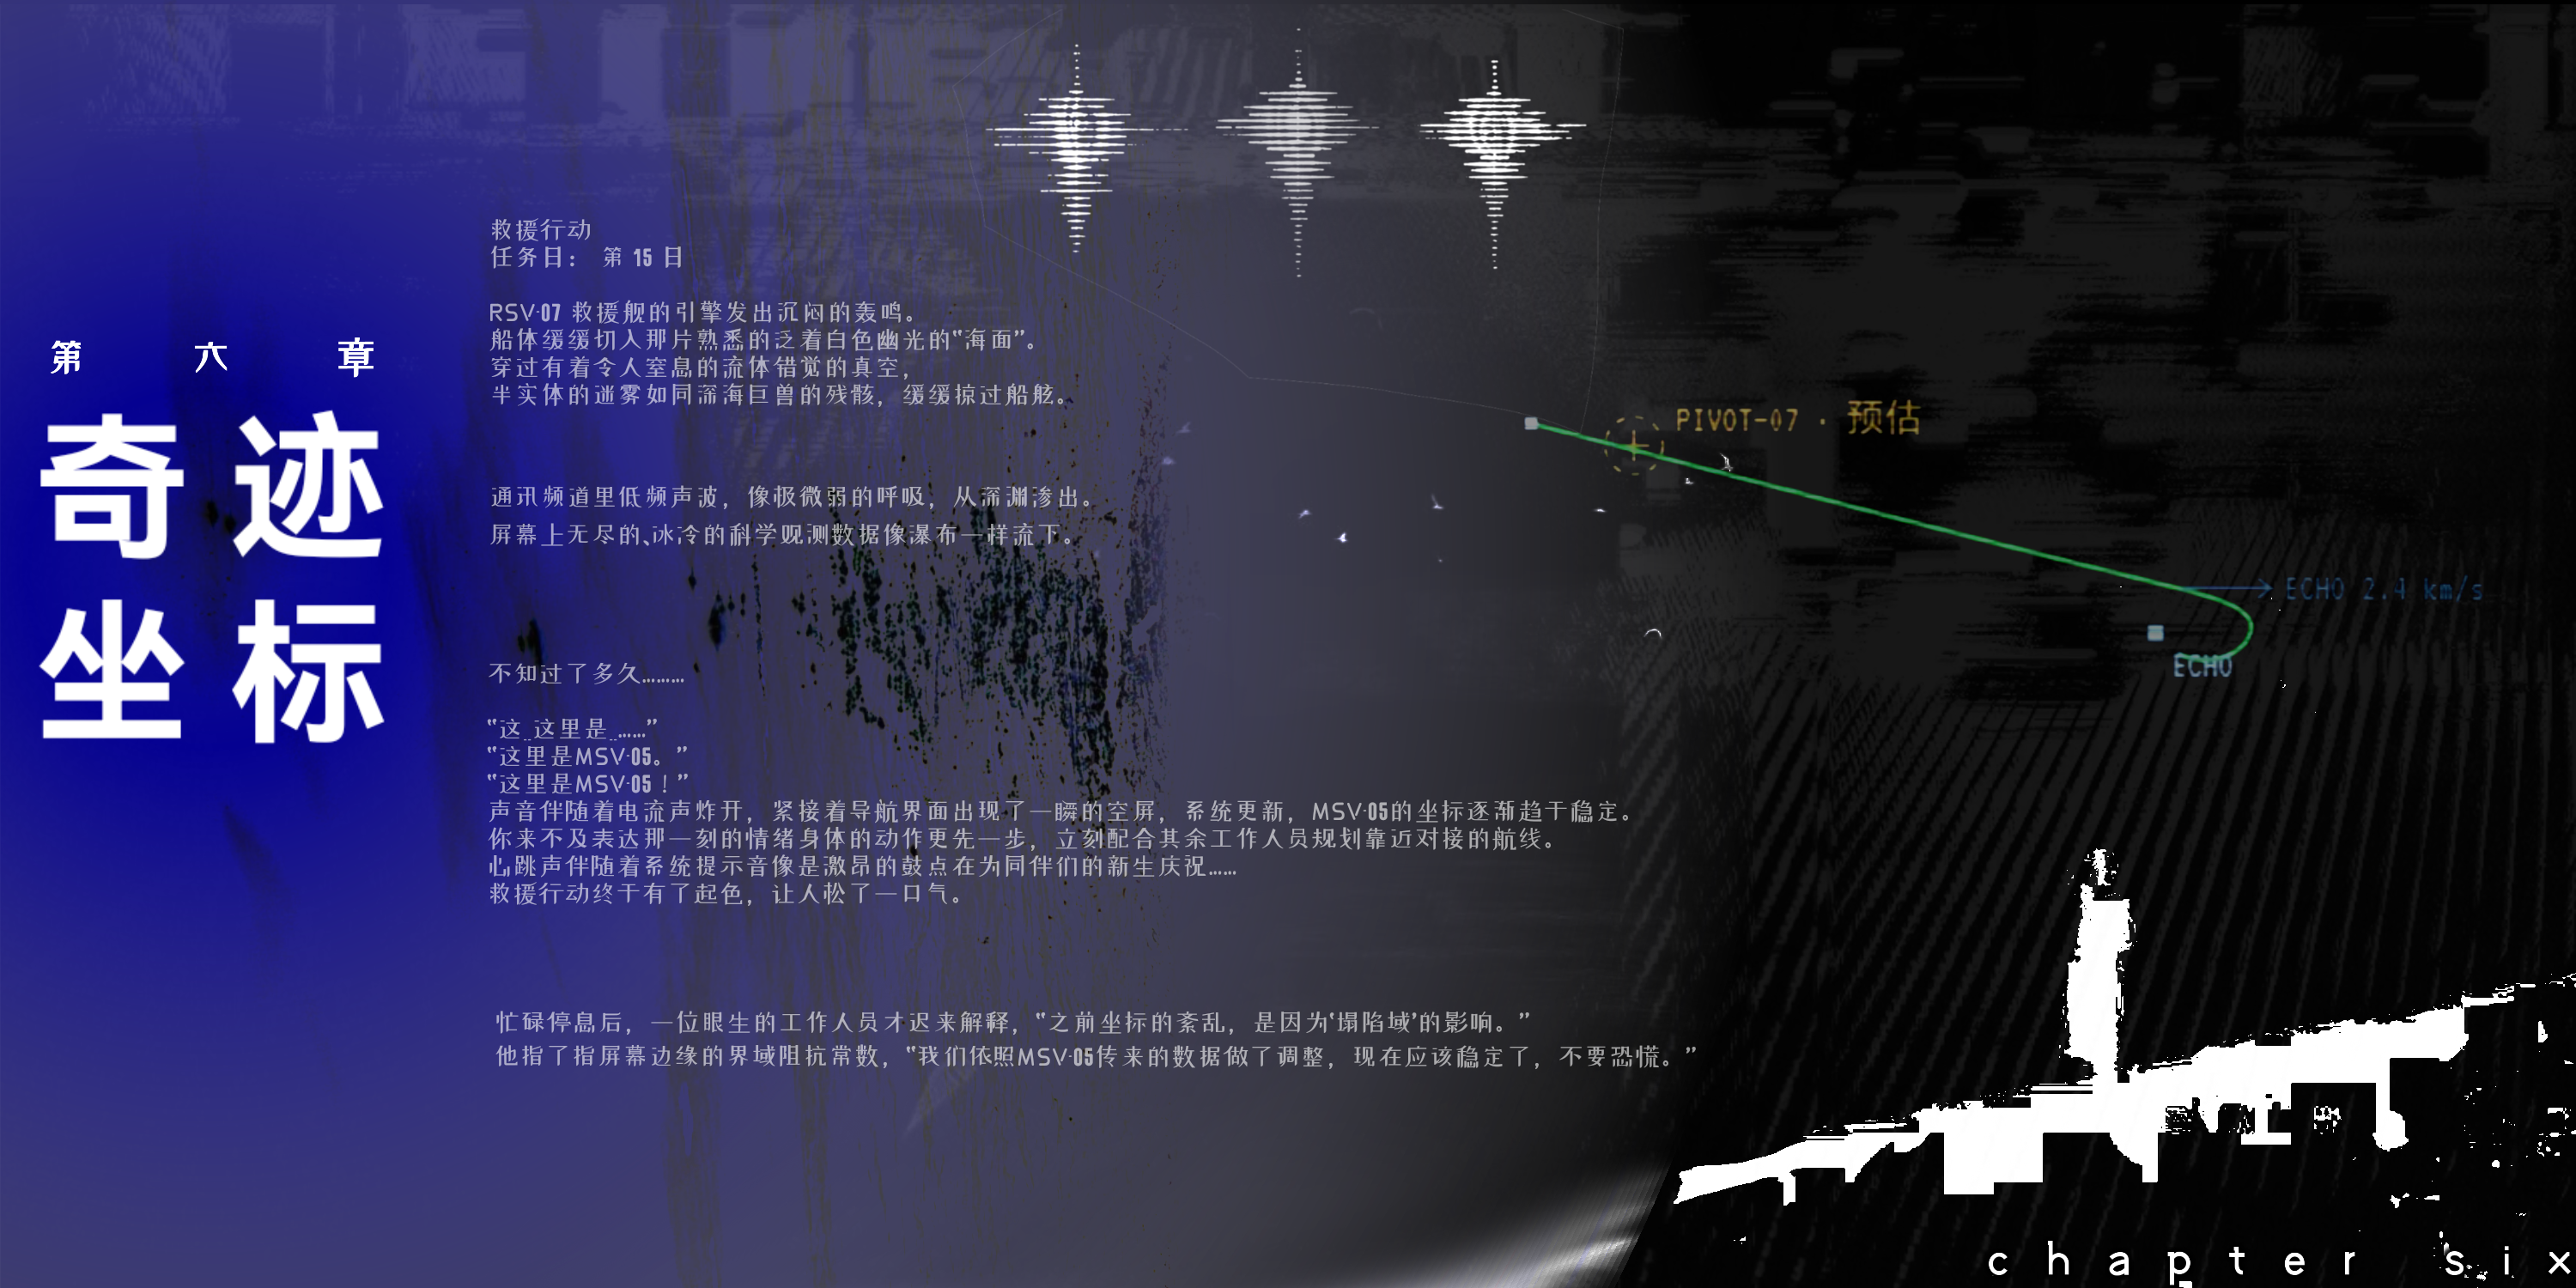 第六章
奇迹
坐标
救援行动
任务日： 第 15 日
RSV-07 救援舰的引擎发出沉闷的轰鸣。
船体缓缓切入那片熟悉的泛着白色幽光的“海面”。
穿过有着令人窒息的流体错觉的真空，
半实体的迷雾如同深海巨兽的残骸，缓缓掠过船舷。
通讯频道里低频声波，像极微弱的呼吸，从深渊渗出。
屏幕上无尽的、冰冷的科学观测数据像瀑布一样流下。
不知过了多久………
“这..这里是..……”
“这里是MSV-05。”
“这里是MSV-05！”
声音伴随着电流声炸开，紧接着导航界面出现了一瞬的空屏，系统更新，MSV-05的坐标逐渐趋于稳定。
你来不及表达那一刻的情绪身体的动作更先一步，立刻配合其余工作人员规划靠近对接的航线。
心跳声伴随着系统提示音像是激昂的鼓点在为同伴们的新生庆祝……
救援行动终于有了起色，让人松了一口气。
忙碌停息后，一位眼生的工作人员才迟来解释，“之前坐标的紊乱，是因为‘塌陷域’的影响。”
他指了指屏幕边缘的界域阻抗常数，“我们依照MSV-05传来的数据做了调整，现在应该稳定了，不要恐慌。”
PIVOT-07 · 预估
ECHO 2.4 km/s
ECHO
chapter six